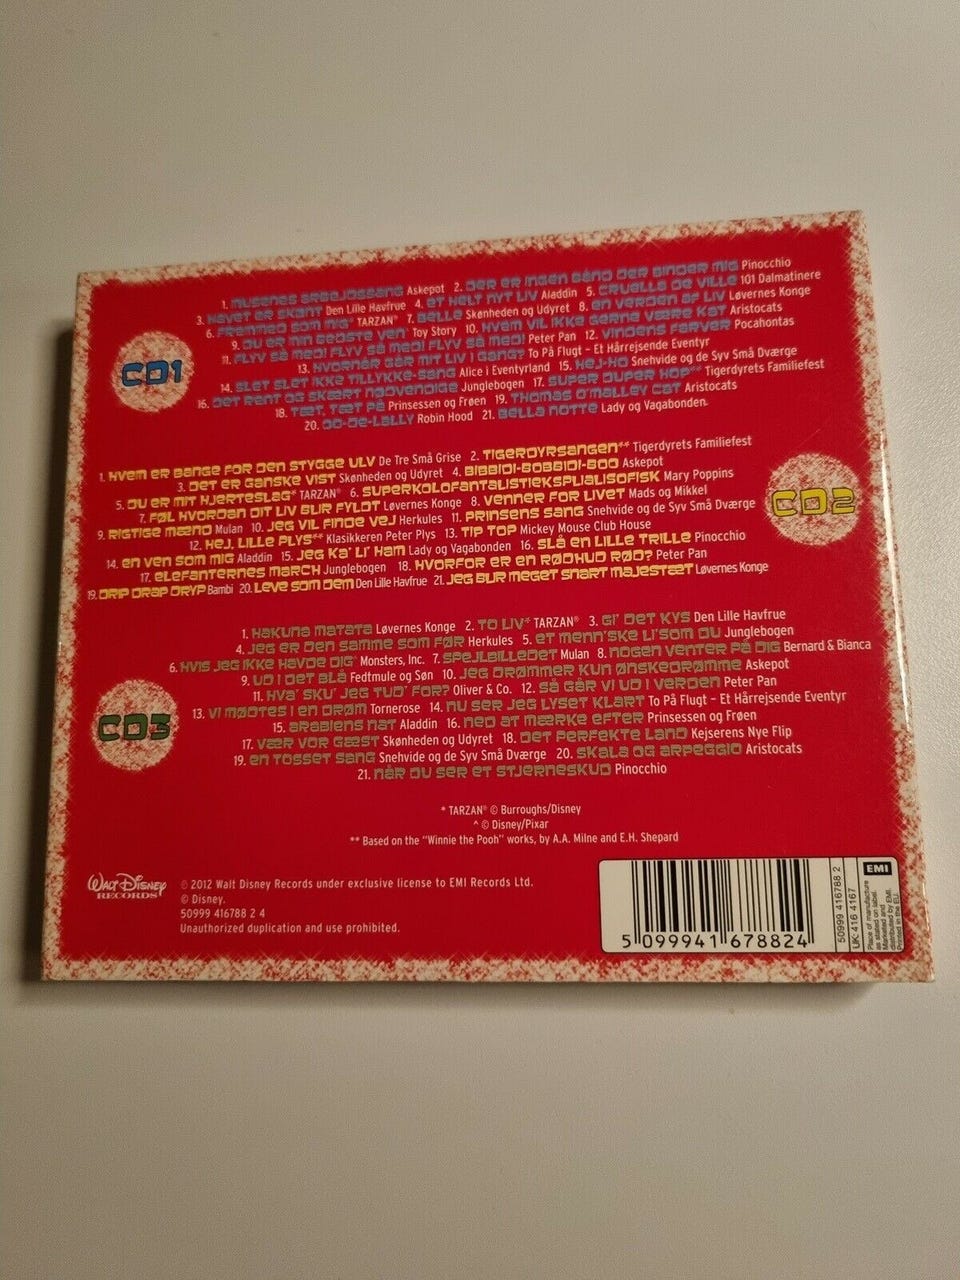 CD1
1. MUSENES ARBEJDSSANG Askepot 2. DER ER INGEN BÅND DER BINDER MIG Pinocchio
3. HAVET ER SKØNT Den Lille Havfrue 4. ET HELT NYT LIV Aladdin 5. CRUELLA DE VILLE 101 Dalmatinere
6. FREMMED SOM MIG* TARZAN® 7. BELLE Skønheden og Udyret 8. EN VERDEN AF LIV Løvernes Konge
9. DU ER MIN BEDSTE VEN^ Toy Story 10. HVEM VIL IKKE GERNE VÆRE KAT Aristocats
11. FLYV SÅ MED! FLYV SÅ MED! FLYV SÅ MED! Peter Pan 12. VINDENS FARVER Pocahontas
13. HVORNÅR GÅR MIT LIV I GANG? To På Flugt – Et Hårrejsende Eventyr
14. SLET SLET IKKE TILLYKKE-SANG Alice i Eventyrland 15. HEJ-HO Snehvide og de Syv Små Dværge
16. DET RENT OG SKÆRT NØDVENDIGE Junglebogen 17. SUPER DUPER HOP** Tigerdyrets Familiefest
18. TÆT, TÆT PÅ Prinsessen og Frøen 19. THOMAS O'MALLEY CAT Aristocats
20. OO-DE-LALLY Robin Hood 21. BELLA NOTTE Lady og Vagabonden.
CD2
1. HVEM ER BANGE FOR DEN STYGGE ULV De Tre Små Grise 2. TIGERDYRSANGEN** Tigerdyrets Familiefest
3. DET ER GANSKE VIST Skønheden og Udyret 4. BIBBIDI-BOBBIDI-BOO Askepot
5. DU ER MIT HJERTESLAG* TARZAN® 6. SUPERKOLOFANTALISTIEKSPLIALISOFISK Mary Poppins
7. FØL HVORDAN DIT LIV BLIR FYLDT Løvernes Konge 8. VENNER FOR LIVET Mads og Mikkel
9. RIGTIGE MÆND Mulan 10. JEG VIL FINDE VEJ Herkules 11. PRINSENS SANG Snehvide og de Syv Små Dværge
12. HEJ, LILLE PLYS** Klassikkeren Peter Plys 13. TIP TOP Mickey Mouse Club House
14. EN VEN SOM MIG Aladdin 15. JEG KA' LI' HAM Lady og Vagabonden 16. SLÅ EN LILLE TRILLE Pinocchio
17. ELEFANTERNES MARCH Junglebogen 18. HVORFOR ER EN RØDHUD RØD? Peter Pan
19. DRIP DRAP DRYP Bambi 20. LEVE SOM DEM Den Lille Havfrue 21. JEG BLIR MEGET SNART MAJESTÆT Løvernes Konge
CD3
1. HAKUNA MATATA Løvernes Konge 2. TO LIV* TARZAN® 3. GI' DET KYS Den Lille Havfrue
4. JEG ER DEN SAMME SOM FØR Herkules 5. ET MENN'SKE LI'SOM DU Junglebogen
6. HVIS JEG IKKE HAVDE DIG^ Monsters, Inc. 7. SPEJLBILLEDET Mulan 8. NOGEN VENTER PÅ DIG Bernard & Bianca
9. UD I DET BLÅ Fedtmule og Søn 10. JEG DRØMMER KUN ØNSKEDRØMME Askepot
11. HVA' SKU' JEG TUD' FOR? Oliver & Co. 12. SÅ GÅR VI UD I VERDEN Peter Pan
13. VI MØDTES I EN DRØM Tornerose 14. NU SER JEG LYSET KLART To På Flugt – Et Hårrejsende Eventyr
15. ARABIENS NAT Aladdin 16. NED AT MÆRKE EFTER Prinsessen og Frøen
17. VÆR VOR GÆST Skønheden og Udyret 18. DET PERFEKTE LAND Kejserens Nye Flip
19. EN TOSSET SANG Snehvide og de Syv Små Dværge 20. SKALA OG ARPEGGIO Aristocats
21. NÅR DU SER ET STJERNESKUD Pinocchio
* TARZAN® © Burroughs/Disney
^ © Disney/Pixar
** Based on the "Winnie the Pooh" works, by A.A. Milne and E.H. Shepard
WALT DISNEY
RECORDS
© 2012 Walt Disney Records under exclusive license to EMI Records Ltd.
© Disney.
50999 416788 2 4
Unauthorized duplication and use prohibited.
5 099941 678824
50999 416788 2
UK: 416 4167
EMI
Place of manufacture
as stated on label.
Marketed and
distributed by EMI.
Printed in the EU.